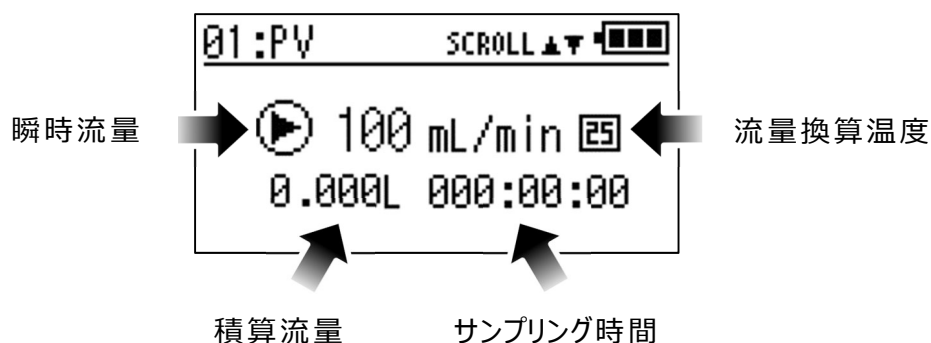 01:PV SCROLL▲▼
瞬時流量
100 mL/min 25
流量換算温度
0.000L 000:00:00
積算流量
サンプリング時間